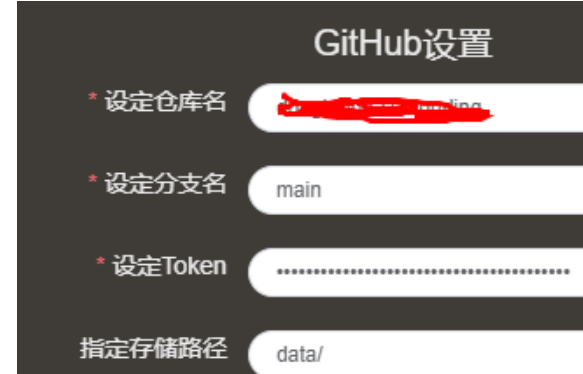 GitHub设置
* 设定仓库名
* 设定分支名
main
* 设定Token
指定存储路径
data/